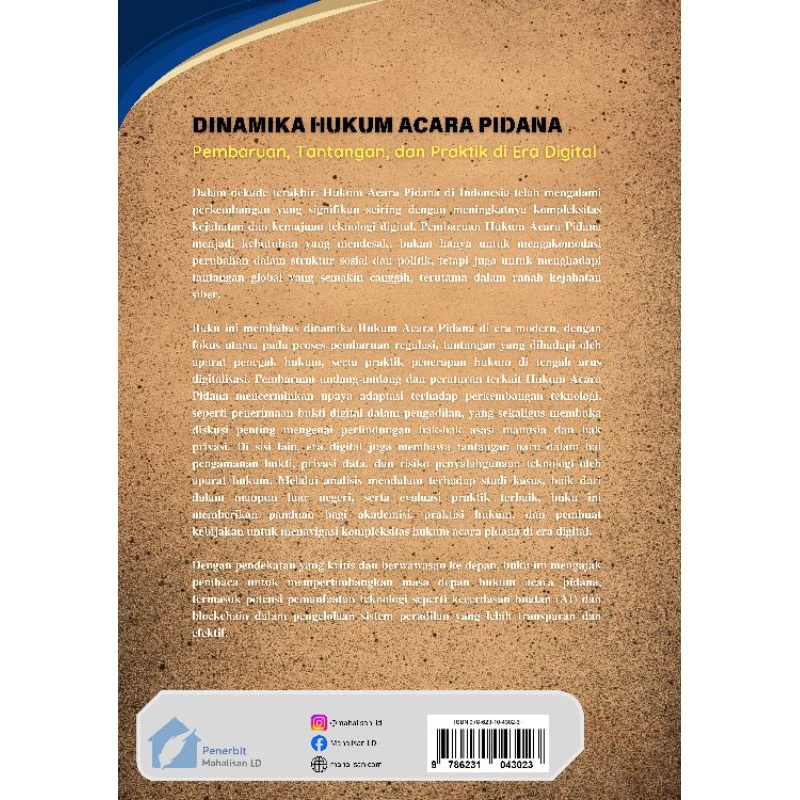 DINAMIKA HUKUM ACARA PIDANA
Pembaruan, Tantangan, dan Praktik di Era Digital
Dalam dekade terakhir, Hukum Acara Pidana di Indonesia telah mengalami
perkembangan yang signifikan seiring dengan meningkatnya kompleksitas
kejahatan dan kemajuan teknologi digital. Pembaruan Hukum Acara Pidana
menjadi kebutuhan yang mendesak, bukan hanya untuk mengakomodasi
perubahan dalam struktur sosial dan politik, tetapi juga untuk menghadapi
tantangan global yang semakin canggih, terutama dalam ranah kejahatan
siber.
Buku ini membahas dinamika Hukum Acara Pidana di era modern, dengan
fokus utama pada proses pembaruan regulasi, tantangan yang dihadapi oleh
aparat penegak hukum, serta praktik penerapan hukum di tengah arus
digitalisasi. Pembaruan undang-undang dan peraturan terkait Hukum Acara
Pidana mencerminkan upaya adaptasi terhadap perkembangan teknologi,
seperti penerimaan bukti digital dalam pengadilan, yang sekaligus membuka
diskusi penting mengenai perlindungan hak-hak asasi manusia dan hak
privasi. Di sisi lain, era digital juga membawa tantangan baru dalam hal
pengamanan bukti, privasi data, dan risiko penyalahgunaan teknologi oleh
aparat hukum. Melalui analisis mendalam terhadap studi kasus, baik dari
dalam maupun luar negeri, serta evaluasi praktik terbaik, buku ini
memberikan panduan bagi akademisi, praktisi hukum, dan pembuat
kebijakan untuk menavigasi kompleksitas hukum acara pidana di era digital.
Dengan pendekatan yang kritis dan berwawasan ke depan, buku ini mengajak
pembaca untuk mempertimbangkan masa depan hukum acara pidana,
termasuk potensi pemanfaatan teknologi seperti kecerdasan buatan (AI) dan
blockchain dalam pengelolaan sistem peradilan yang lebih transparan dan
efektif.
Penerbit
Mahalisan LD
@mahalisan.ld
Mahalisan LD
mahalisan.com
ISBN 978-623-10-4302-3
9 786231 043023